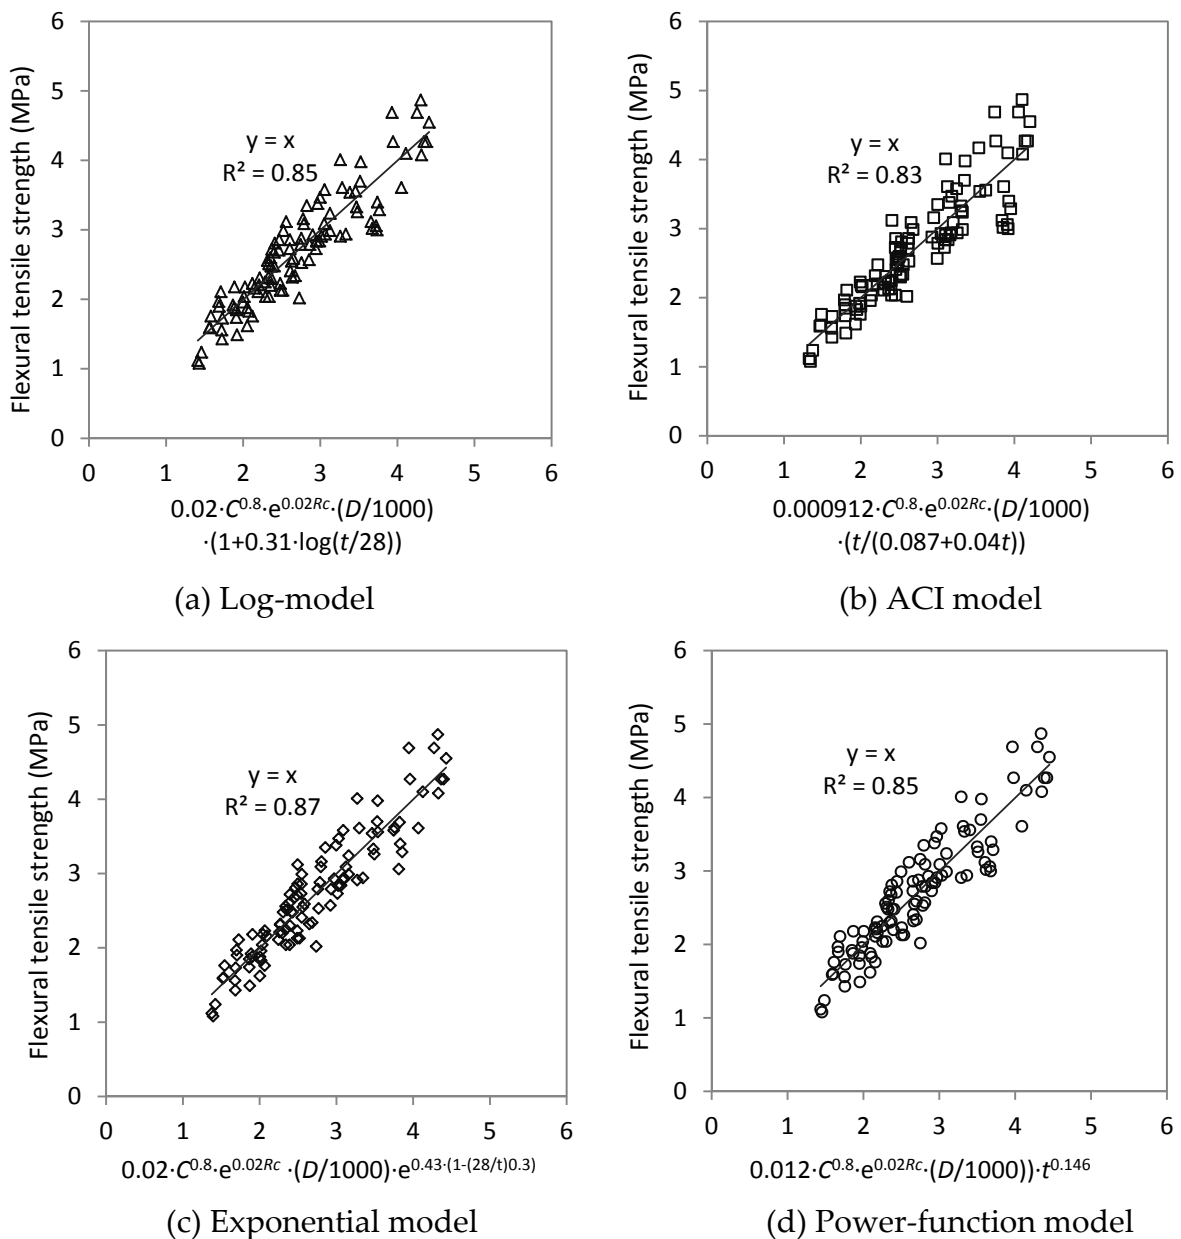 6
5
4
3
2
1
0
0 1 2 3 4 5 6
Flexural tensile strength (MPa)
y = x
R² = 0.85
0.02·C^0.8·e^0.02Rc·(D/1000)
·(1+0.31·log(t/28))
(a) Log-model
6
5
4
3
2
1
0
0 1 2 3 4 5 6
Flexural tensile strength (MPa)
y = x
R² = 0.83
0.000912·C^0.8·e^0.02Rc·(D/1000)
·(t/(0.087+0.04t))
(b) ACI model
6
5
4
3
2
1
0
0 1 2 3 4 5 6
Flexural tensile strength (MPa)
y = x
R² = 0.87
0.02·C^0.8·e^0.02Rc ·(D/1000)·e^0.43·(1-(28/t)0.3)
(c) Exponential model
6
5
4
3
2
1
0
0 1 2 3 4 5 6
Flexural tensile strength (MPa)
y = x
R² = 0.85
0.012·C^0.8·e^0.02Rc·(D/1000))·t^0.146
(d) Power-function model